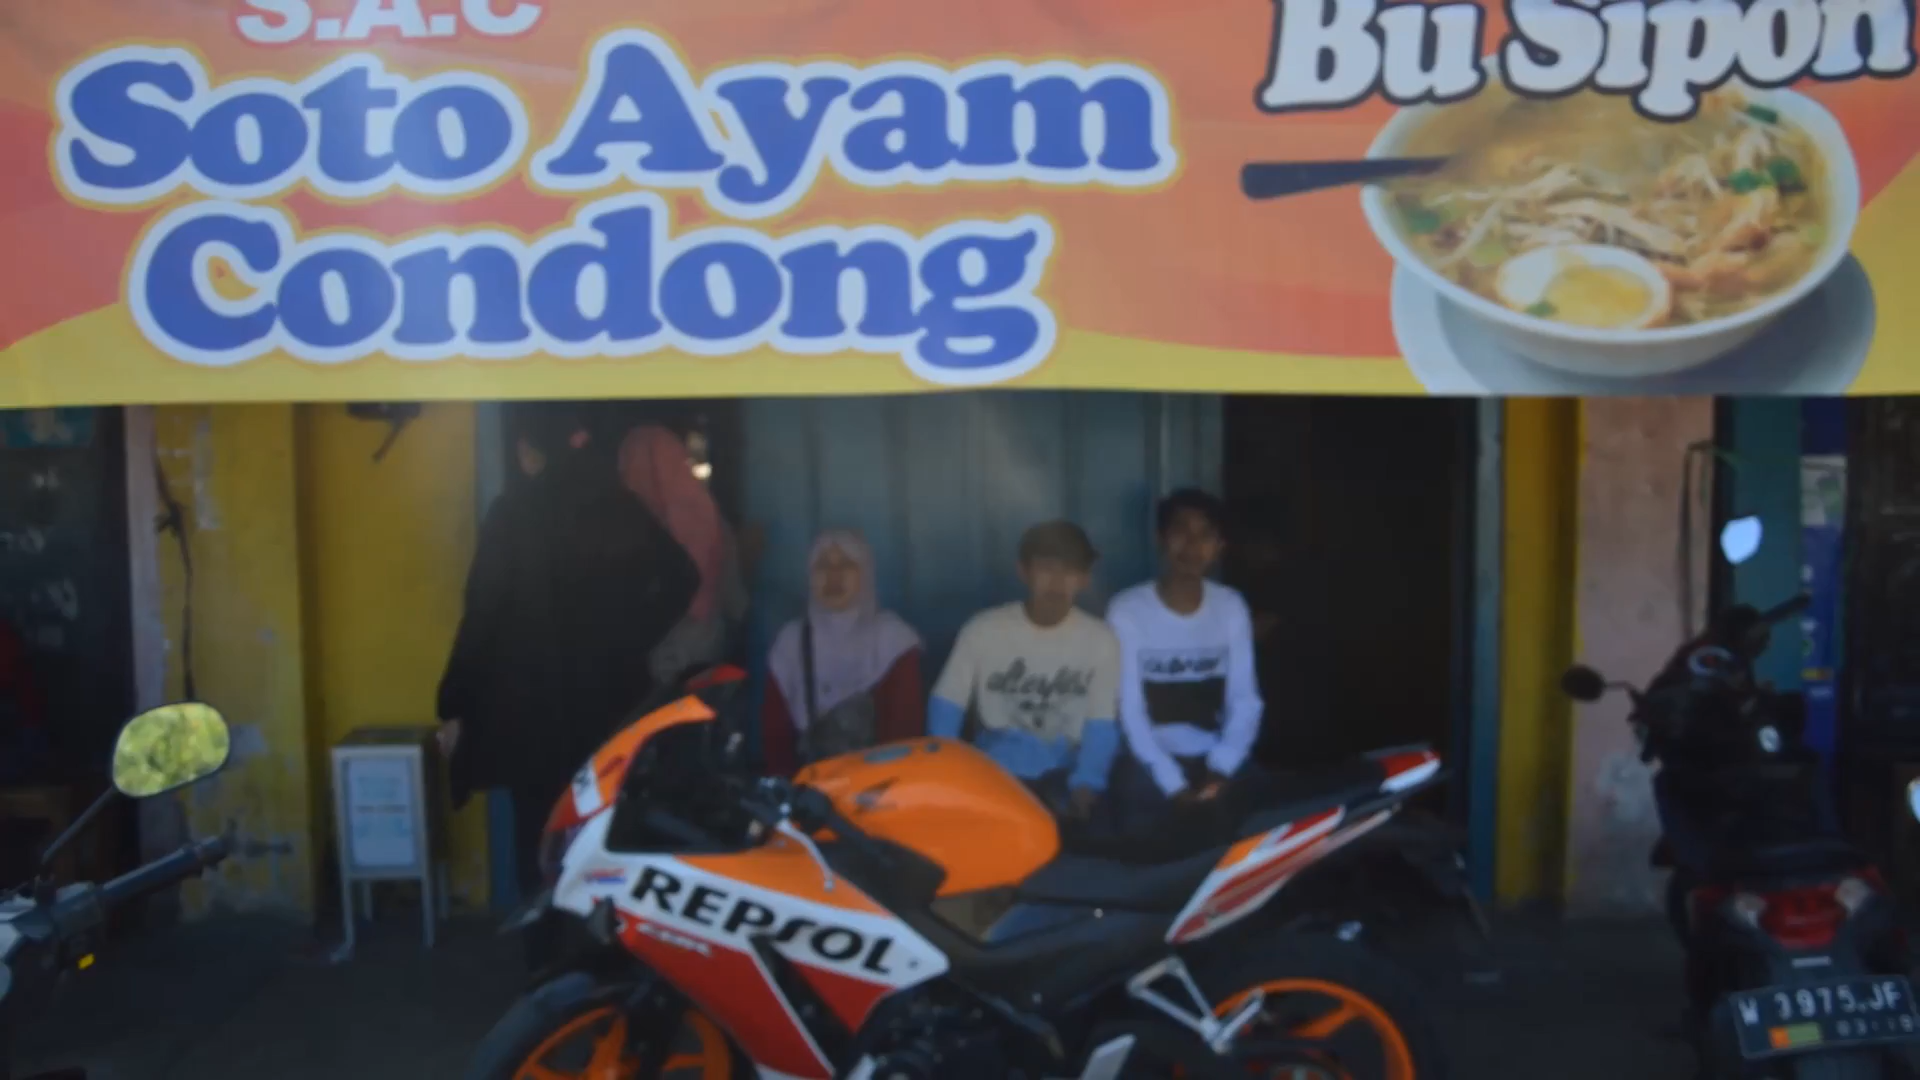 S.A.C
Soto Ayam
Condong
Bu Sipon
REPSOL
W 3975 JF